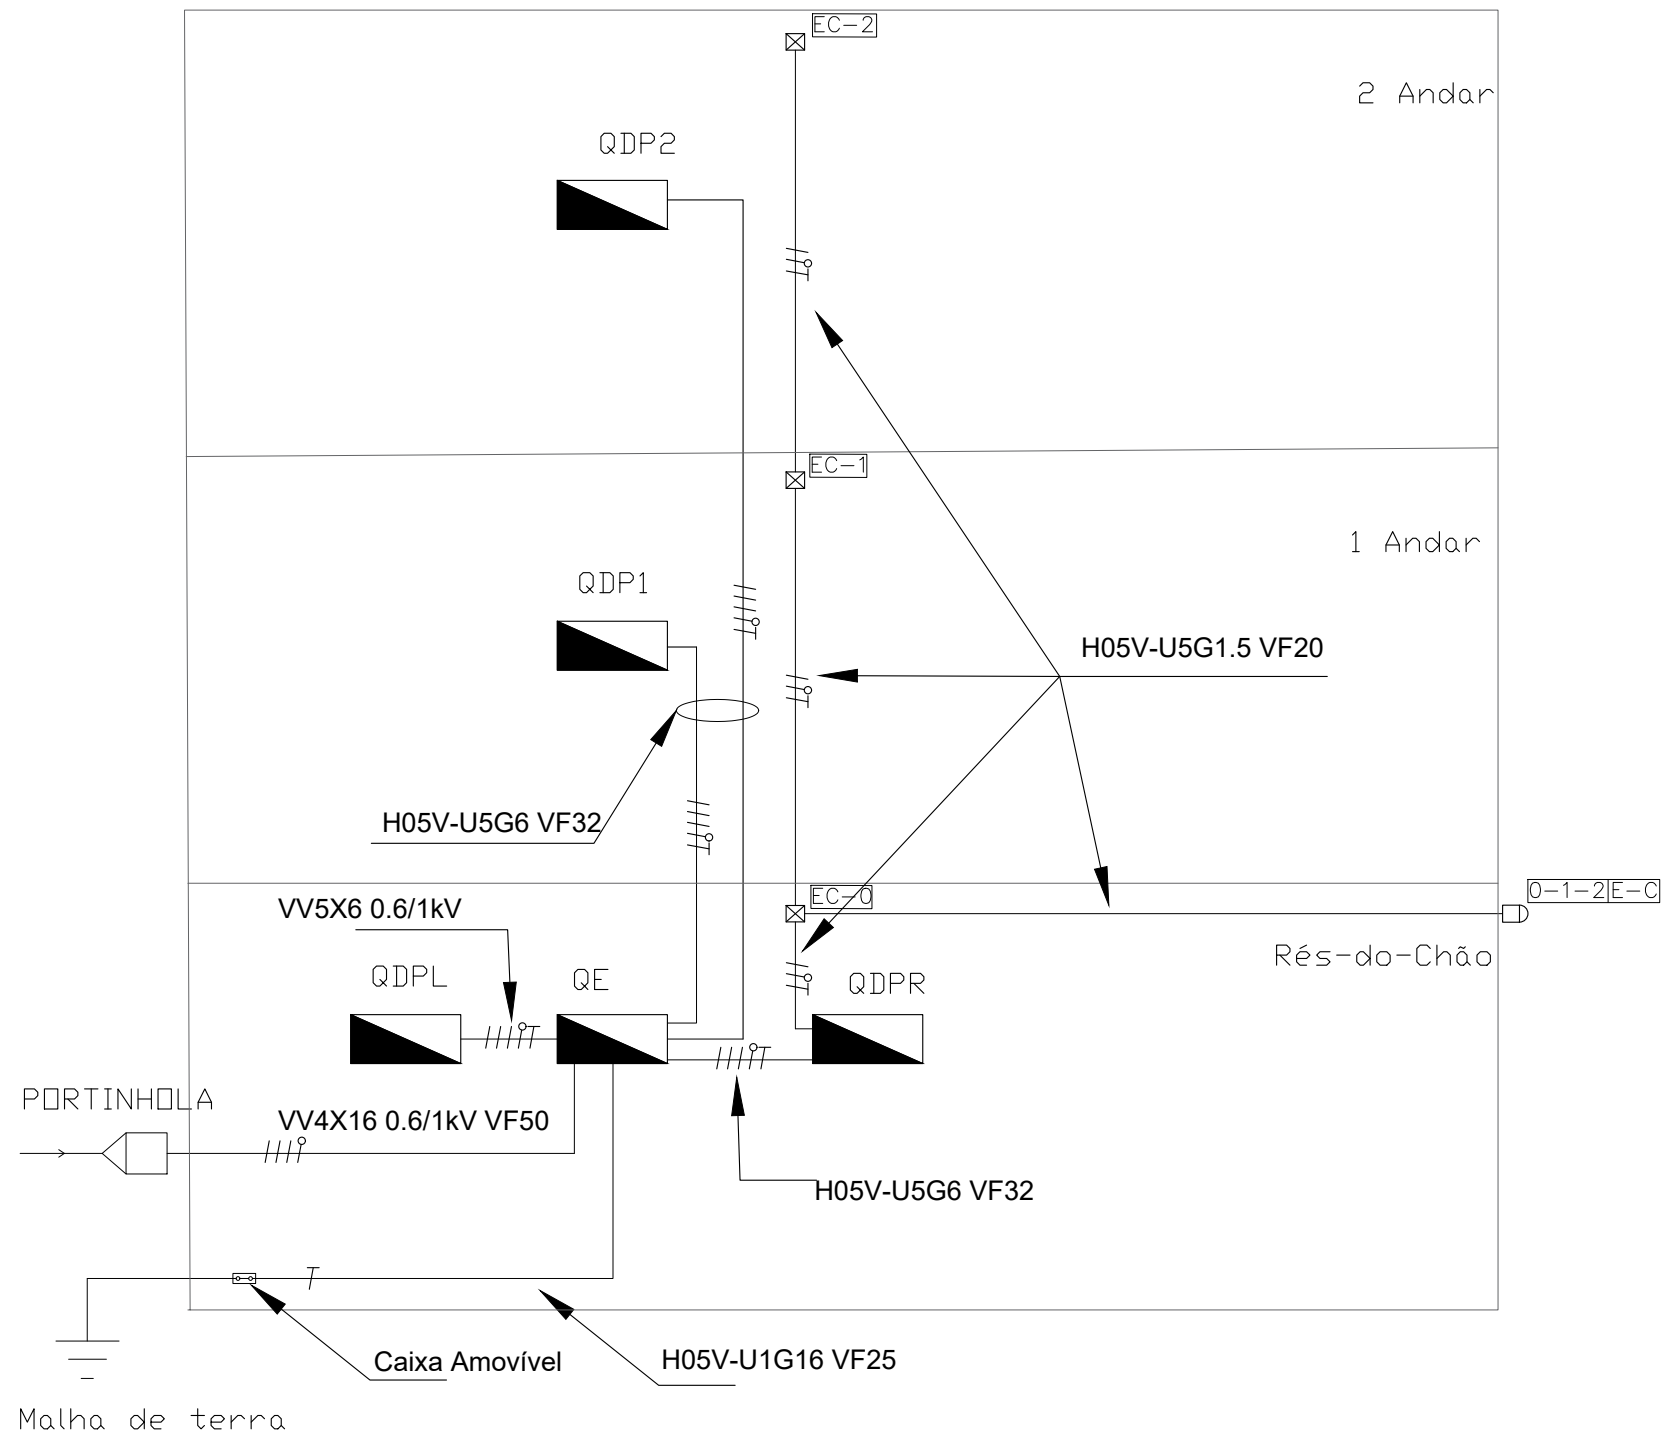 EC-2
2 Andar
QDP2
EC-1
1 Andar
QDP1
H05V-U5G1.5 VF20
H05V-U5G6 VF32
EC-0
0-1-2 E-C
VV5X6 0.6/1kV
Rés-do-Chão
QDPL
QE
QDPR
PORTINHOLA
VV4X16 0.6/1kV VF50
H05V-U5G6 VF32
Caixa Amovível
H05V-U1G16 VF25
Malha de terra